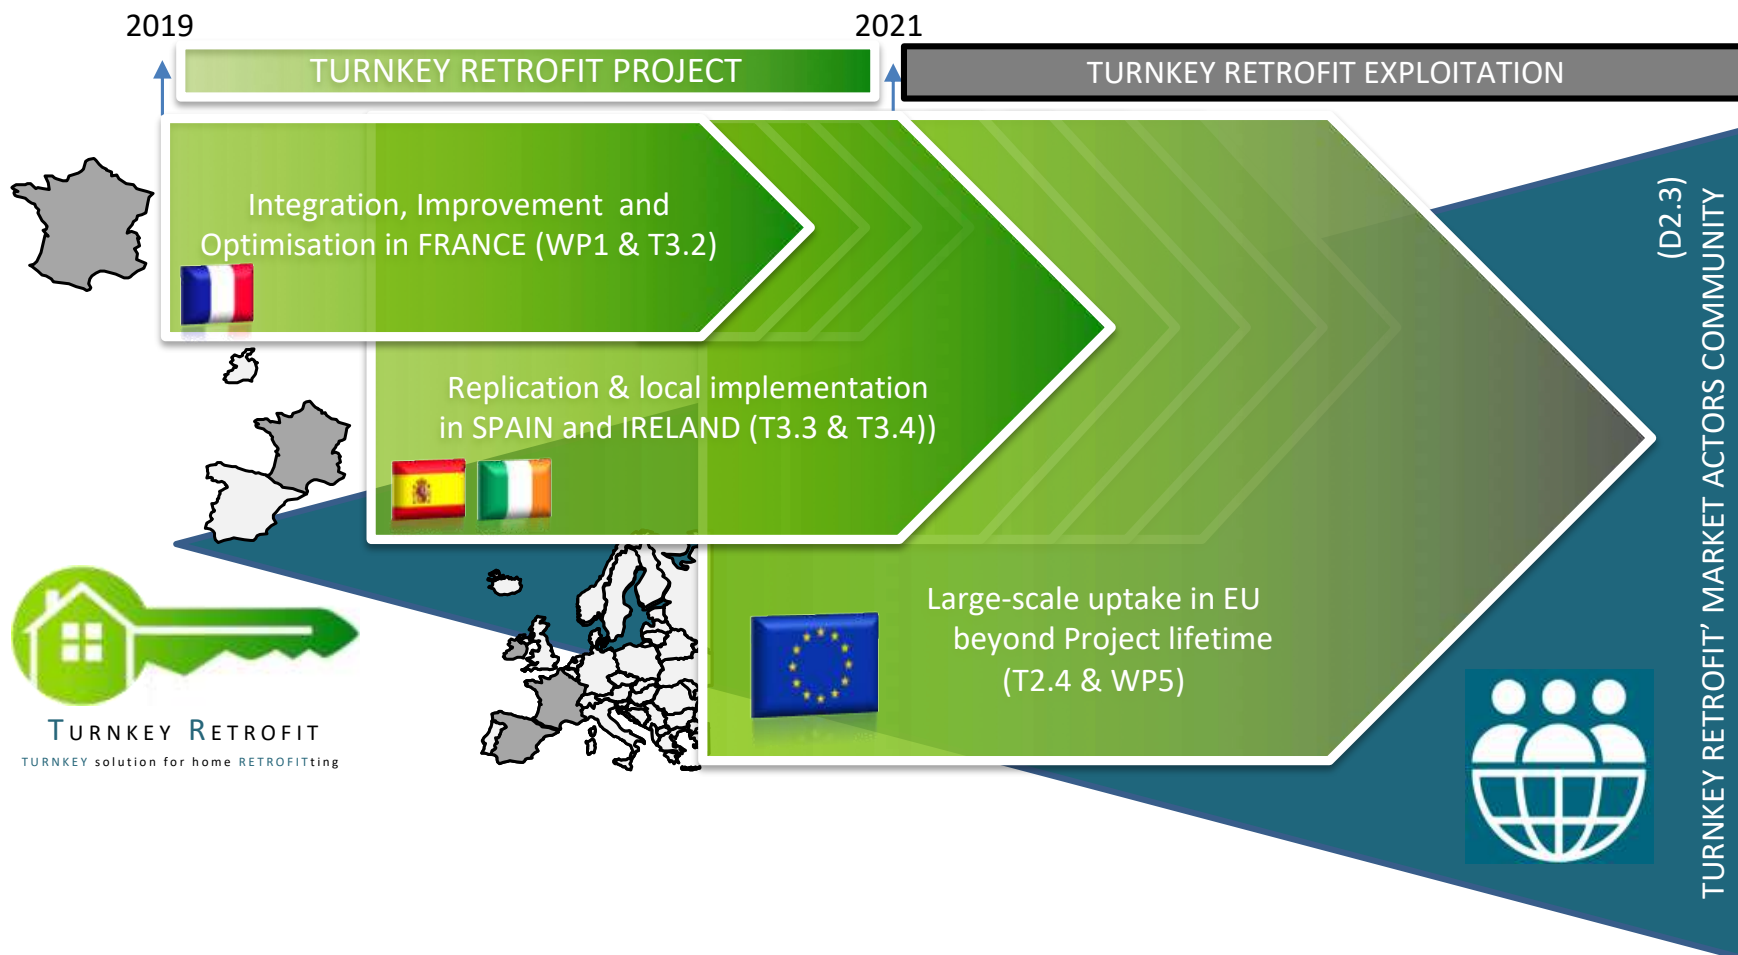 2019
2021
TURNKEY RETROFIT PROJECT
TURNKEY RETROFIT EXPLOITATION
Integration, Improvement and
Optimisation in FRANCE (WP1 & T3.2)
Replication & local implementation
in SPAIN and IRELAND (T3.3 & T3.4))
Large-scale uptake in EU
beyond Project lifetime
(T2.4 & WP5)
(D2.3)
TURNKEY RETROFIT’ MARKET ACTORS COMMUNITY
TURNKEY RETROFIT
TURNKEY solution for home RETROFITting